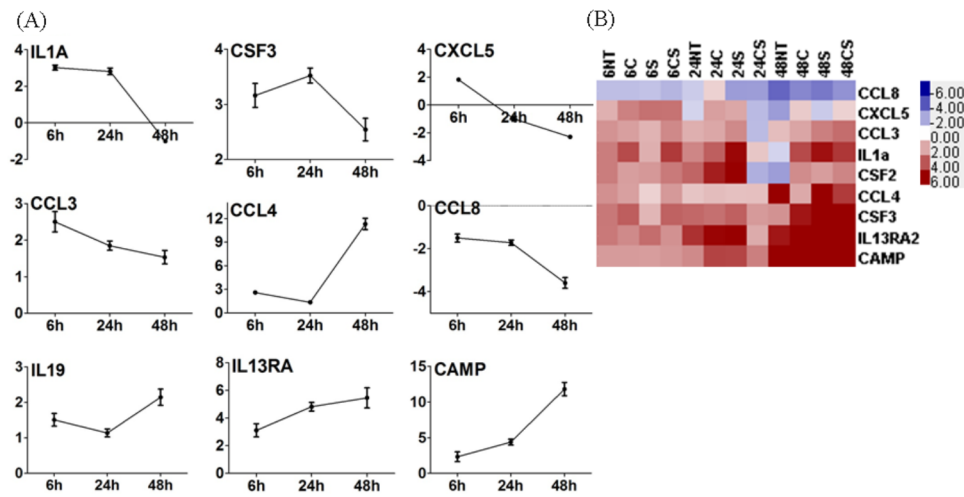 (A)
IL1A
4
2
0
-2
6h 24h 48h
CSF3
4
3
2
6h 24h 48h
CXCL5
4
2
0
-2
-4
6h 24h 48h
CCL3
3
2
1
0
6h 24h 48h
CCL4
12
9
6
3
0
6h 24h 48h
CCL8
0
-2
-4
6h 24h 48h
IL19
3
2
1
0
6h 24h 48h
IL13RA
8
6
4
2
0
6h 24h 48h
CAMP
15
10
5
0
6h 24h 48h
(B)
6NT 6C 6S 6CS 24NT 24C 24S 24CS 48NT 48C 48S 48CS
CCL8
CXCL5
CCL3
IL1a
CSF2
CCL4
CSF3
IL13RA2
CAMP
-6.00
-4.00
-2.00
0.00
2.00
4.00
6.00